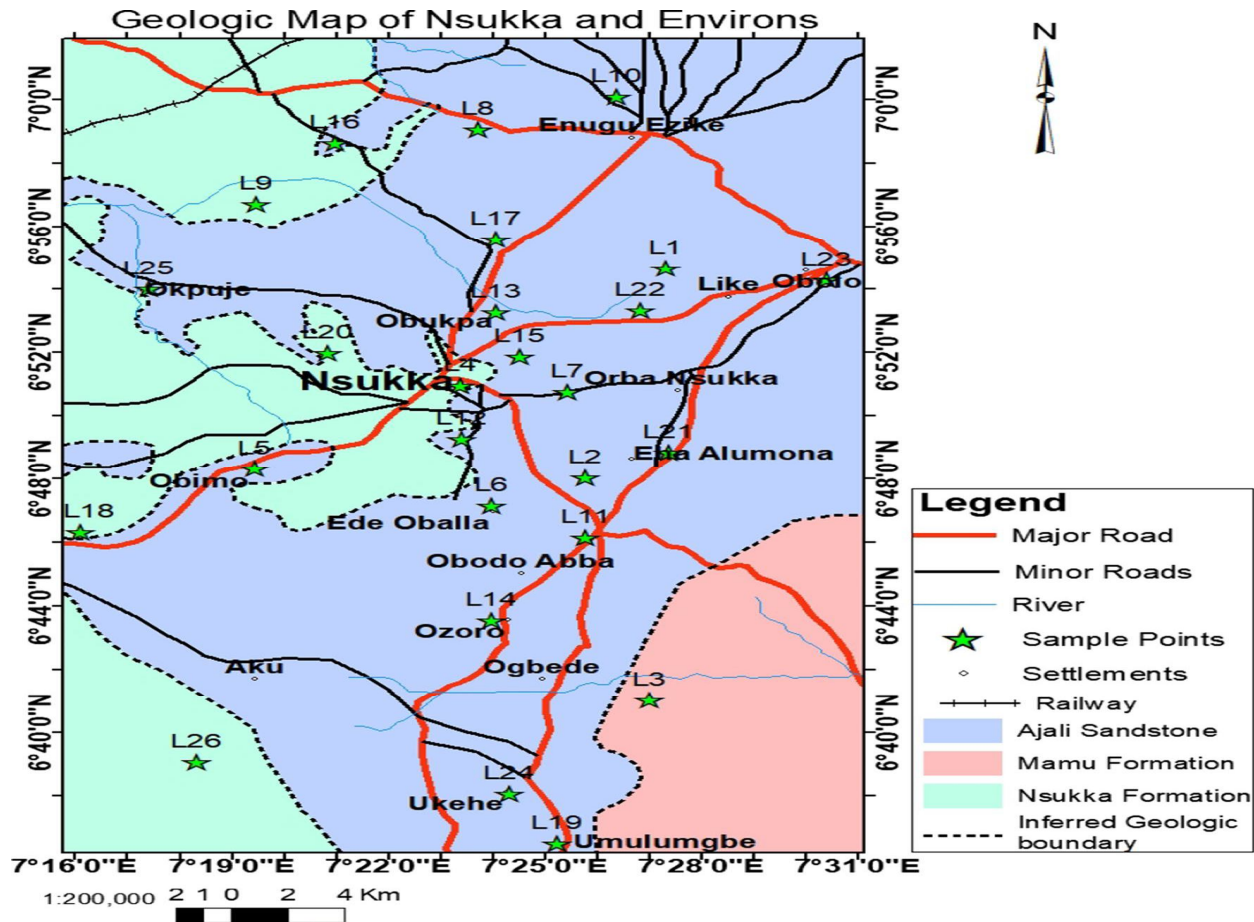 Geologic Map of Nsukka and Environs
N
L10
7°0'0"N
7°0'0"N
L8
Enugu Ezike
L16
L9
6°56'0"N
6°56'0"N
L17
L1
L23
L25
Okpuje
Like
Obolo
L22
L13
Obukpa
6°52'0"N
6°52'0"N
L20
L15
L4
Nsukka
L7
Orba Nsukka
L12
L21
Eha Alumona
L5
Obimo
L2
6°48'0"N
6°48'0"N
L6
L18
Ede Oballa
L11
Obodo Abba
L14
6°44'0"N
6°44'0"N
Ozoro
Aku
Ogbede
L3
6°40'0"N
6°40'0"N
L26
L24
Ukehe
L19
Umulumgbe
7°16'0"E
7°19'0"E
7°22'0"E
7°25'0"E
7°28'0"E
7°31'0"E
1:200,000
2 1 0 2 4 Km
Legend
Major Road
Minor Roads
River
Sample Points
Settlements
Railway
Ajali Sandstone
Mamu Formation
Nsukka Formation
Inferred Geologic
boundary